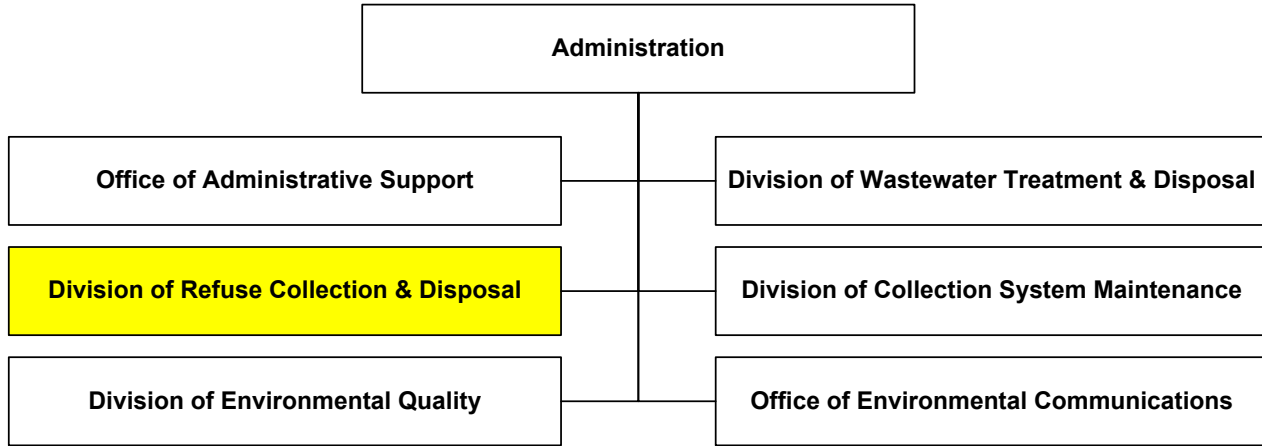 Administration
Office of Administrative Support
Division of Wastewater Treatment & Disposal
Division of Refuse Collection & Disposal
Division of Collection System Maintenance
Division of Environmental Quality
Office of Environmental Communications